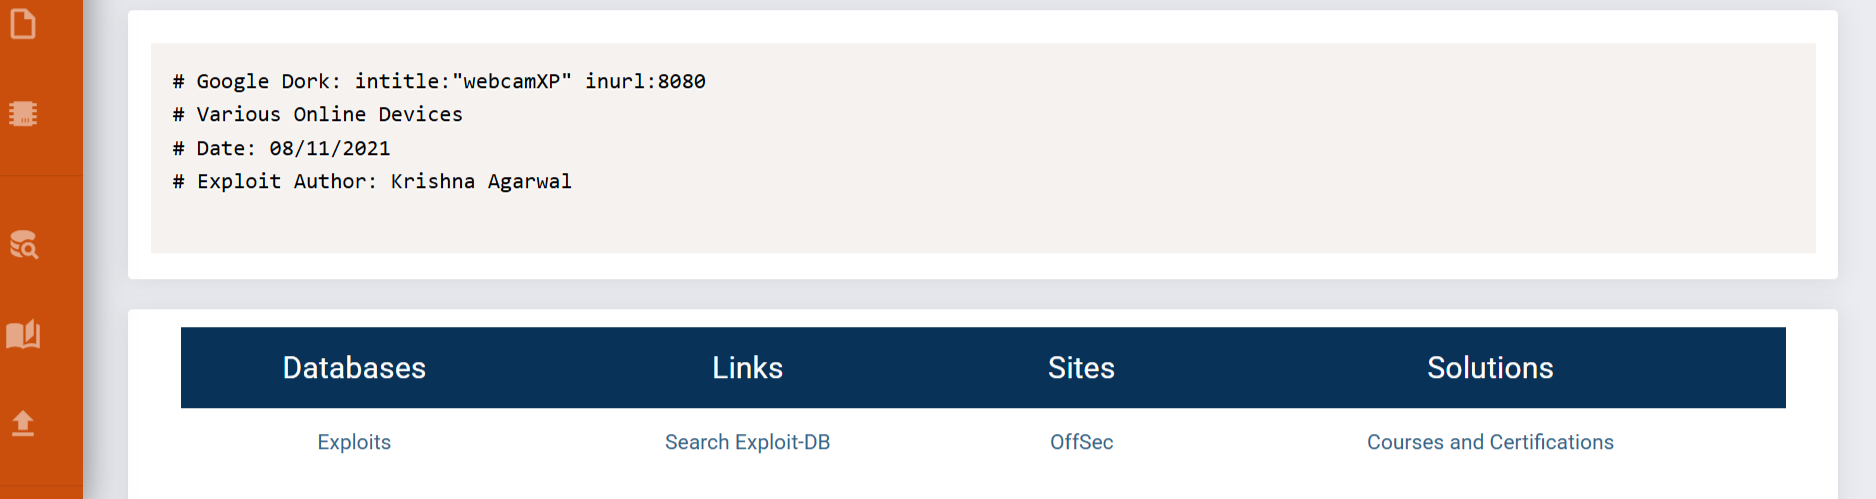 # Google Dork: intitle:"webcamXP" inurl:8080
# Various Online Devices
# Date: 08/11/2021
# Exploit Author: Krishna Agarwal
Databases Links Sites Solutions
Exploits Search Exploit-DB OffSec Courses and Certifications